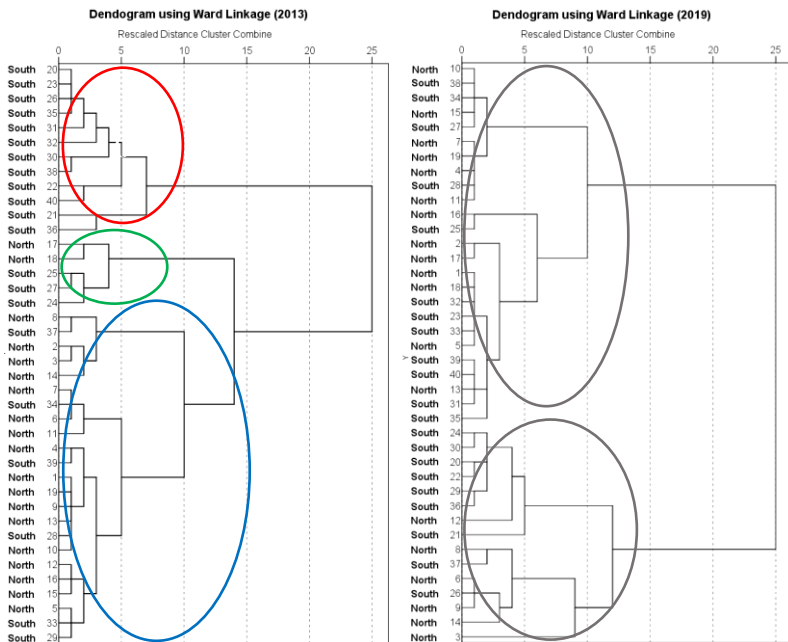 Dendogram using Ward Linkage (2013)
Rescaled Distance Cluster Combine
0 5 10 15 20 25
South 20
South 23
South 26
South 35
South 31
South 32
South 30
South 38
South 22
South 40
South 21
South 36
North 17
North 18
South 25
South 27
South 24
North 8
South 37
North 2
North 3
North 14
North 7
South 34
North 6
North 11
North 4
South 39
North 1
North 19
North 9
North 13
South 28
North 10
North 12
North 16
North 15
North 5
South 33
South 29
Dendogram using Ward Linkage (2019)
Rescaled Distance Cluster Combine
0 5 10 15 20 25
North 10
South 38
South 34
North 15
South 27
North 7
North 19
North 4
South 28
North 11
North 16
South 25
North 2
North 17
North 1
North 18
South 32
South 23
South 33
North 5
Y
South 39
South 40
North 13
South 31
South 35
South 24
South 30
South 20
South 22
South 29
South 36
North 12
South 21
North 8
South 37
North 6
South 26
North 9
North 14
North 3